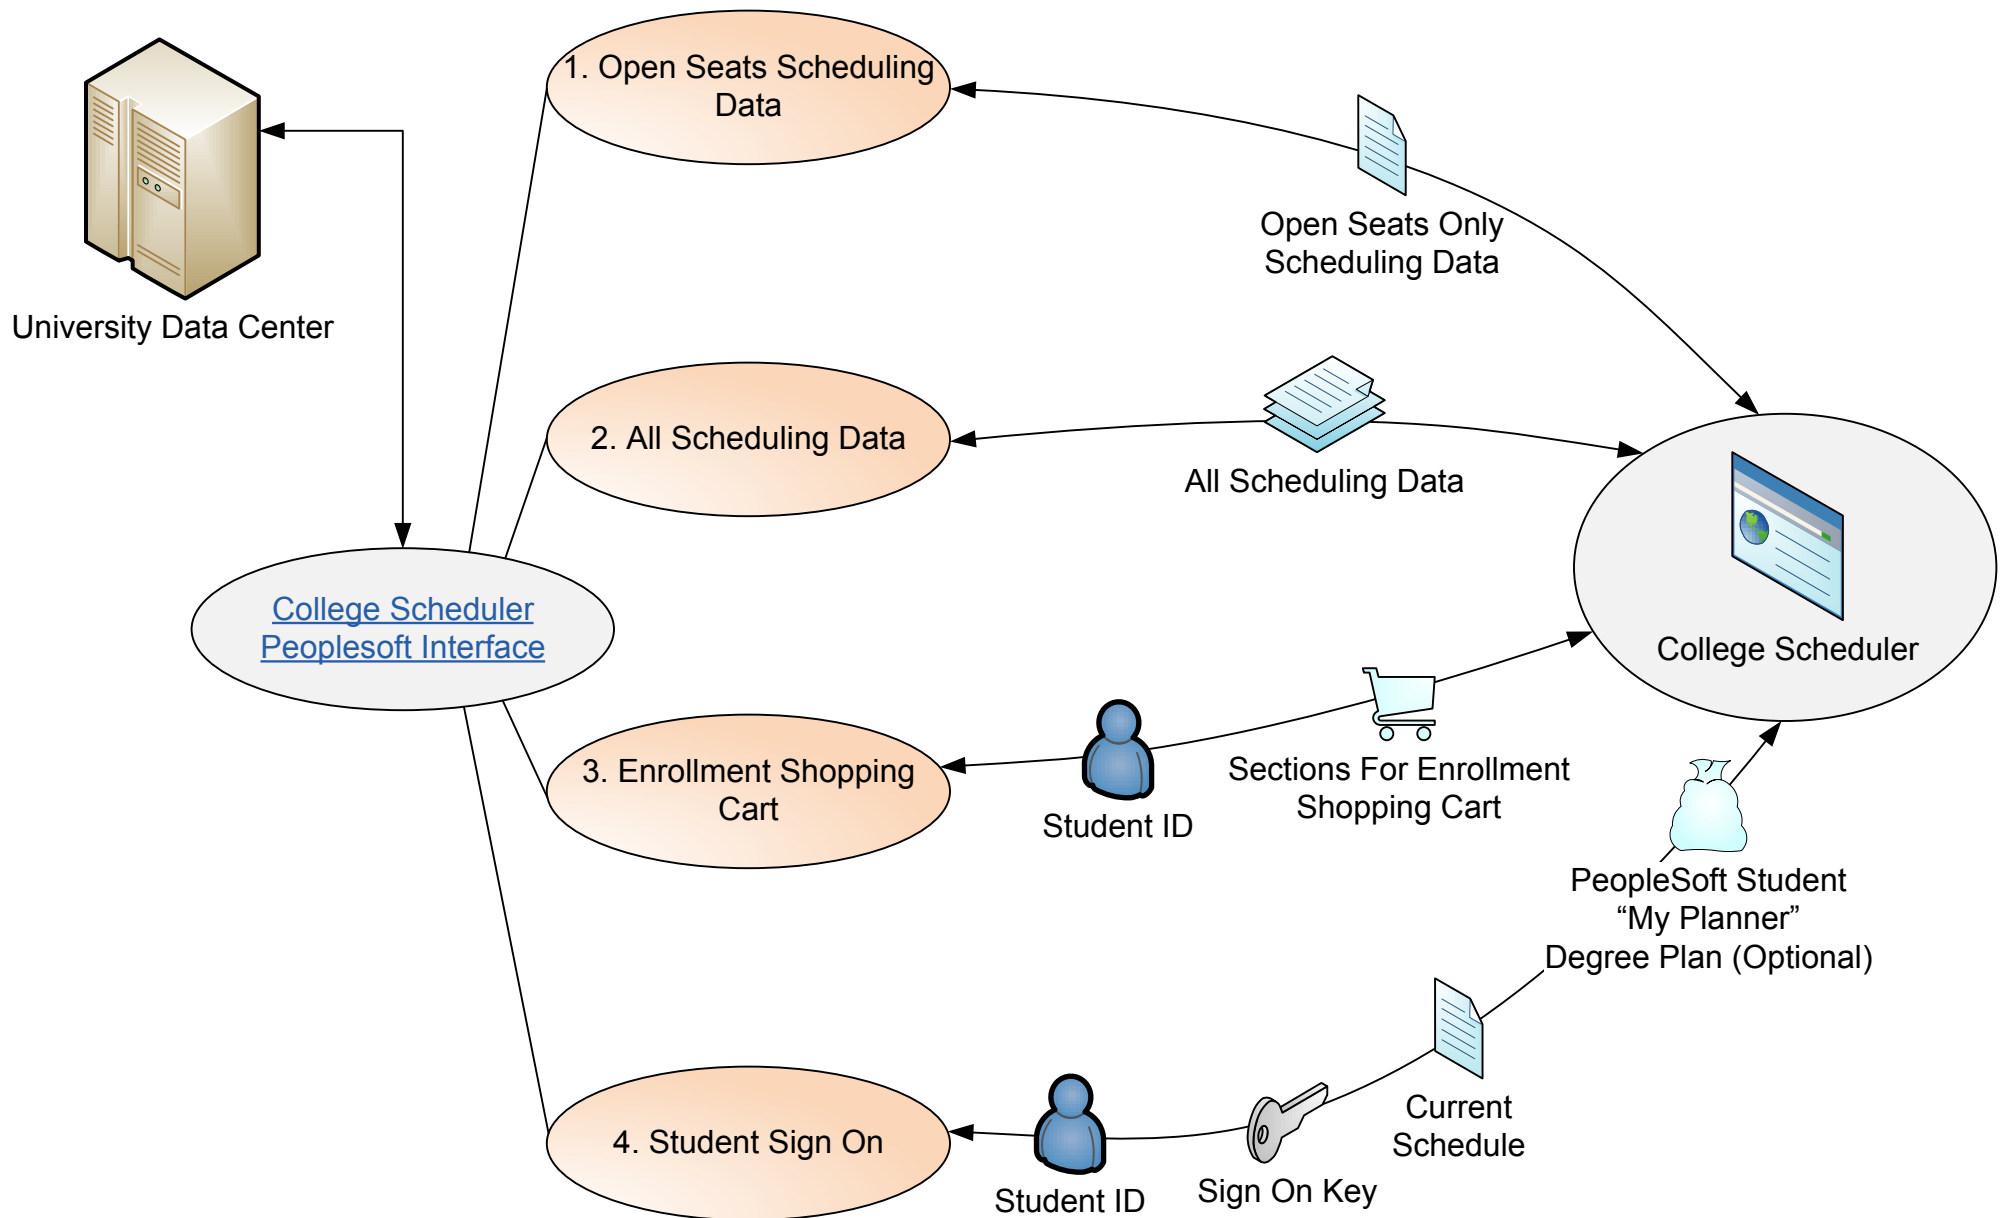 1. Open Seats Scheduling
Data
Open Seats Only
Scheduling Data
University Data Center
2. All Scheduling Data
All Scheduling Data
College Scheduler
Peoplesoft Interface
College Scheduler
3. Enrollment Shopping
Cart
Student ID
Sections For Enrollment
Shopping Cart
PeopleSoft Student
“My Planner”
Degree Plan (Optional)
4. Student Sign On
Student ID
Sign On Key
Current
Schedule